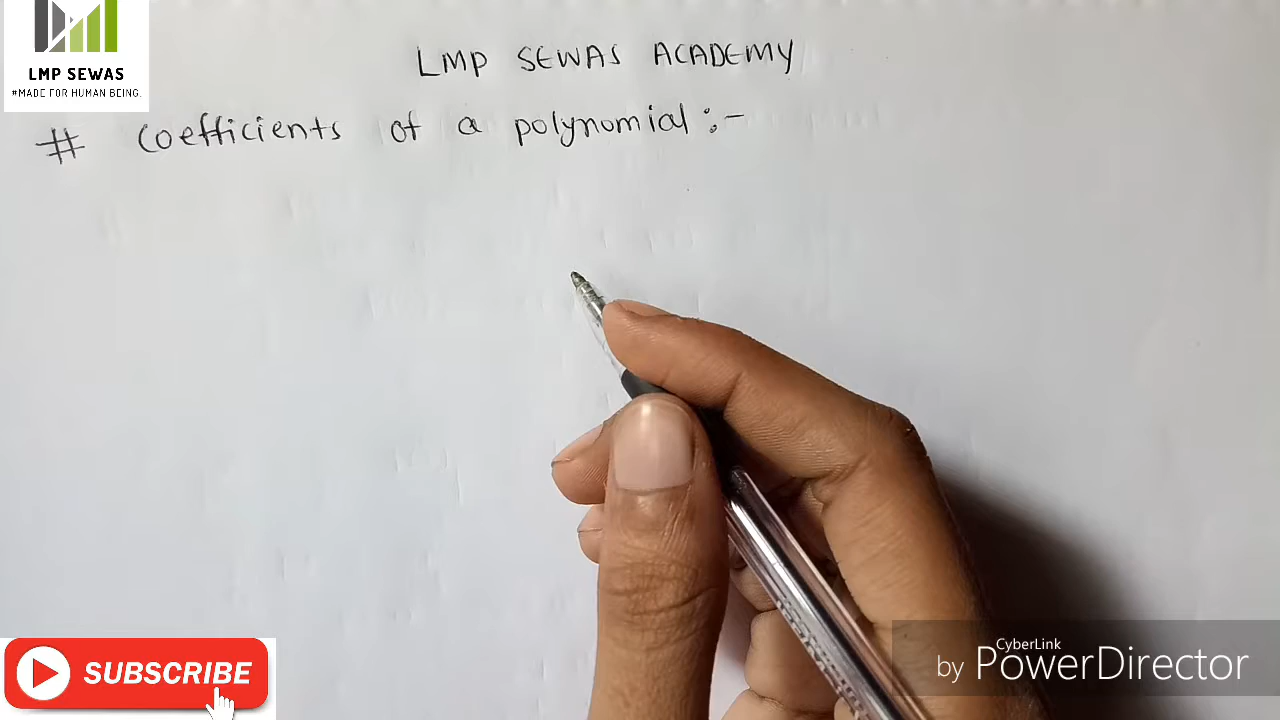 LMP SEWAS ACADEMY
LMP SEWAS
#MADE FOR HUMAN BEING.
# Coefficients of a polynomial :-
SUBSCRIBE
CyberLink
by PowerDirector